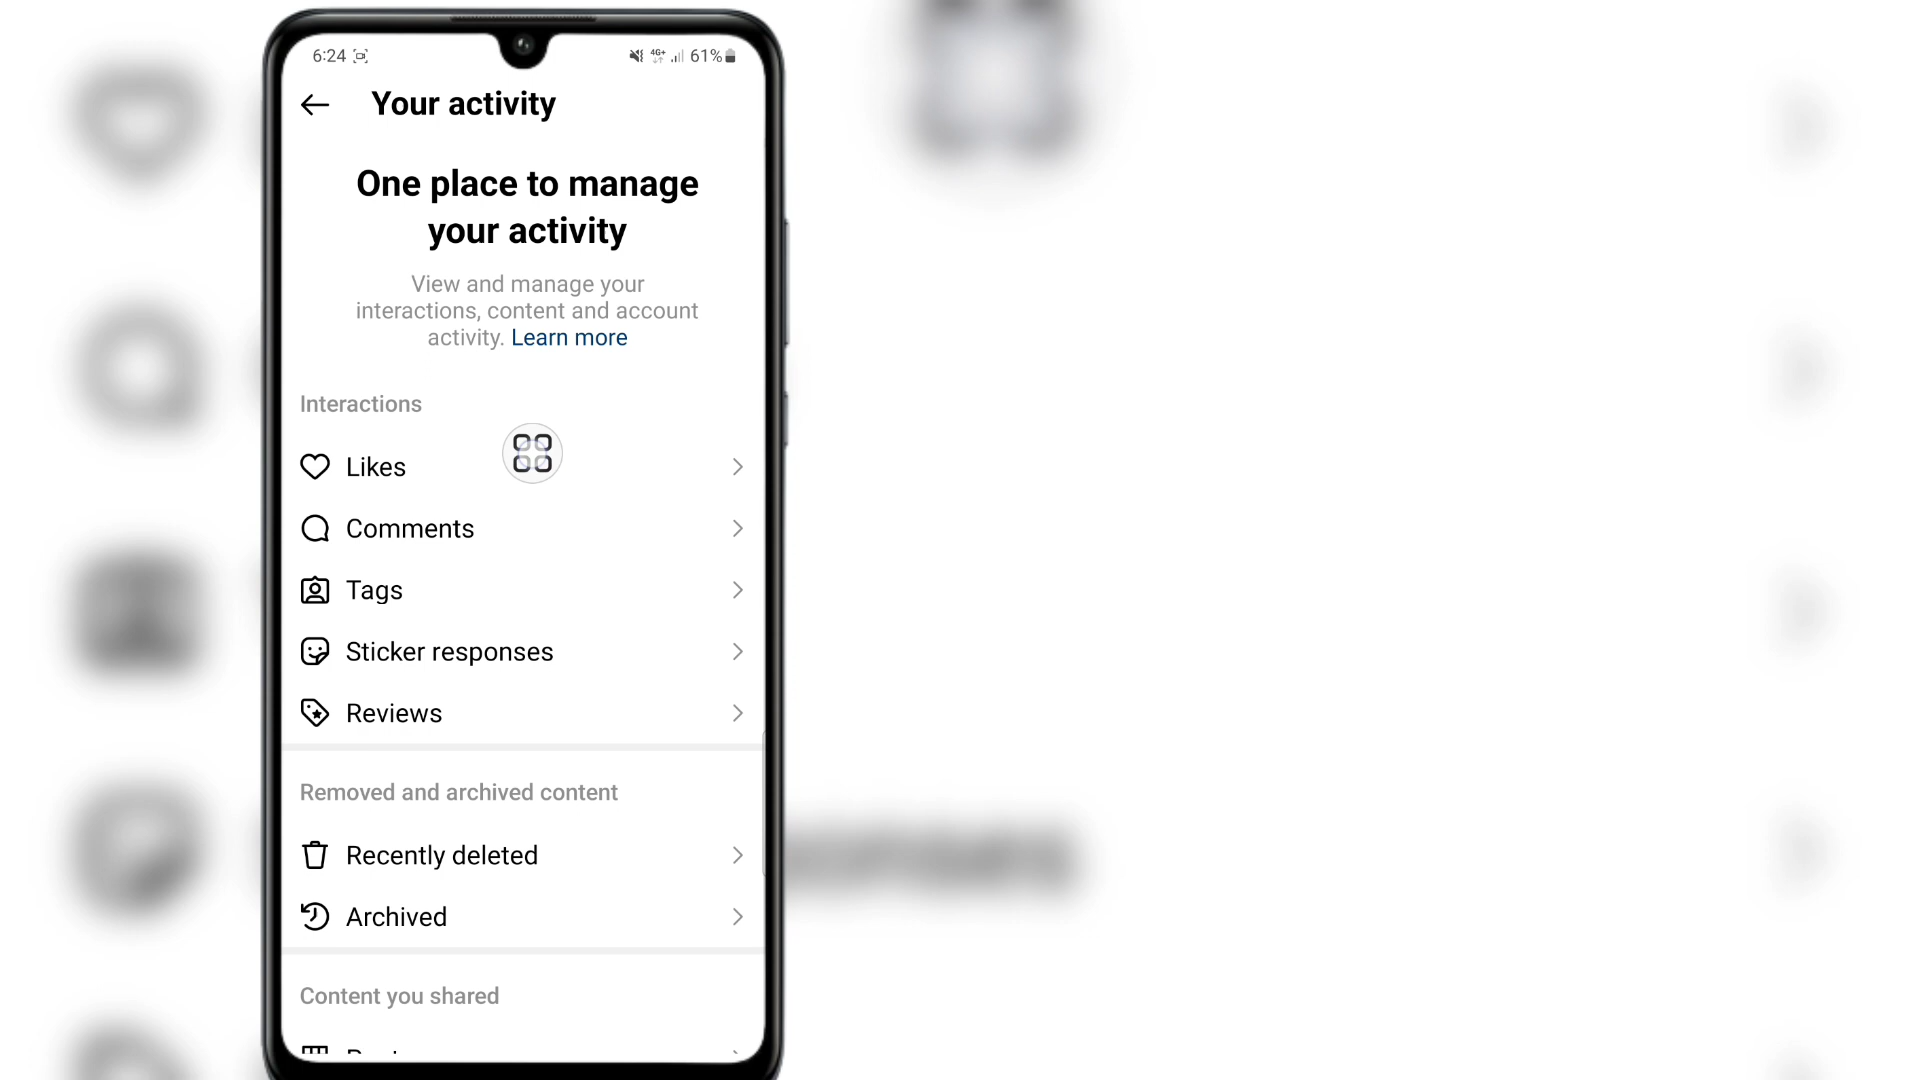 6:24
4G+
61%
Your activity
One place to manage
your activity
View and manage your
interactions, content and account
activity. Learn more
Interactions
Likes
Comments
Tags
Sticker responses
Reviews
Removed and archived content
Recently deleted
Archived
Content you shared